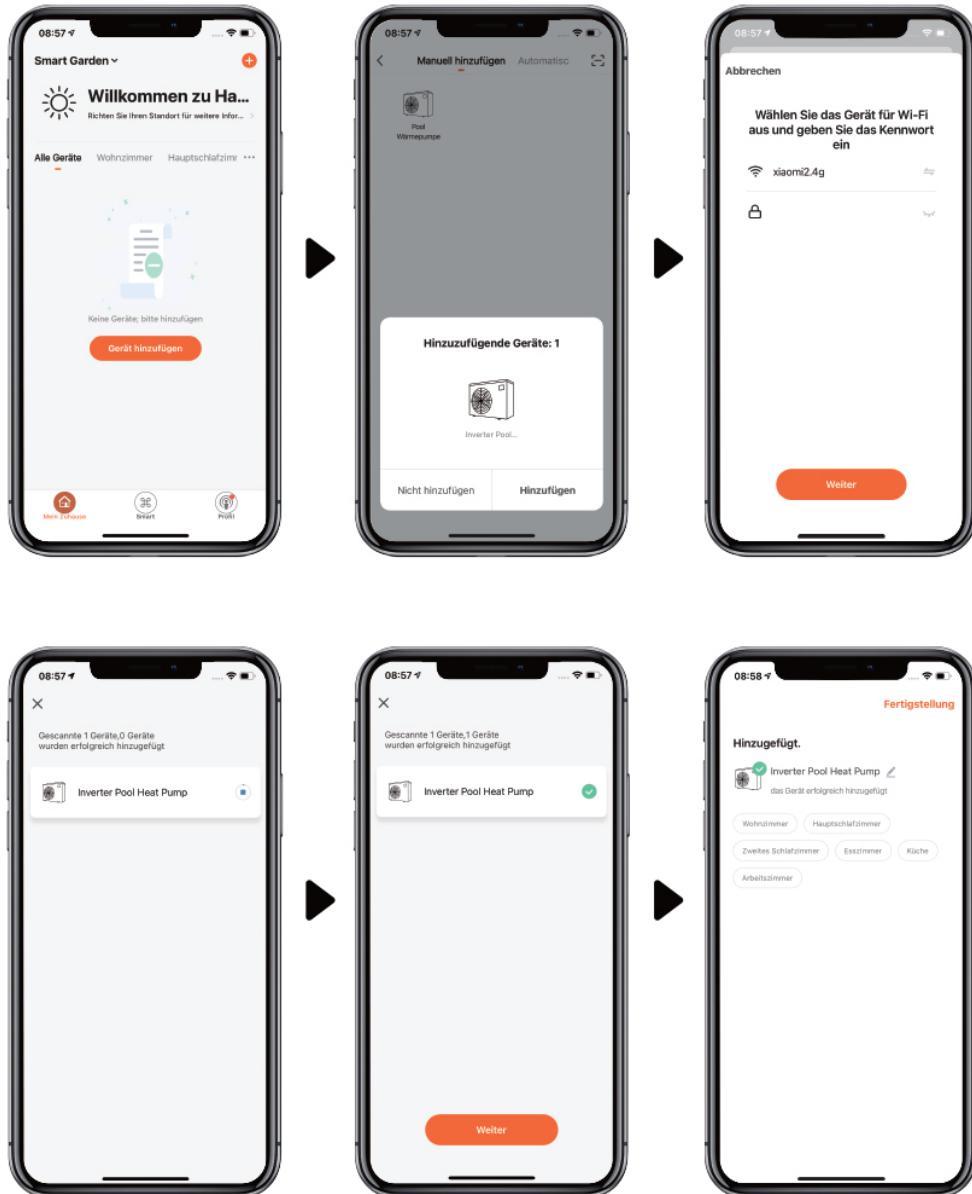 08:57
Smart Garden
Willkommen zu Ha...
Richten Sie Ihren Standort für weitere Infor...
Alle Geräte Wohnzimmer Hauptschlafzimr
Keine Geräte; bitte hinzufügen
Gerät hinzufügen
Mein Zuhause Smart Profil
08:57
Manuell hinzufügen Automatisc
Pool
Wärmepumpe
Hinzuzufügende Geräte: 1
Inverter Pool...
Nicht hinzufügen Hinzufügen
08:57
Abbrechen
Wählen Sie das Gerät für Wi-Fi
aus und geben Sie das Kennwort
ein
xiaomi2.4g
Weiter
08:57
Gescannte 1 Geräte,0 Geräte
wurden erfolgreich hinzugefügt
Inverter Pool Heat Pump
08:57
Gescannte 1 Geräte,1 Geräte
wurden erfolgreich hinzugefügt
Inverter Pool Heat Pump
Weiter
08:58
Fertigstellung
Hinzugefügt.
Inverter Pool Heat Pump
das Gerät erfolgreich hinzugefügt
Wohnzimmer Hauptschlafzimmer
Zweites Schlafzimmer Esszimmer Küche
Arbeitszimmer